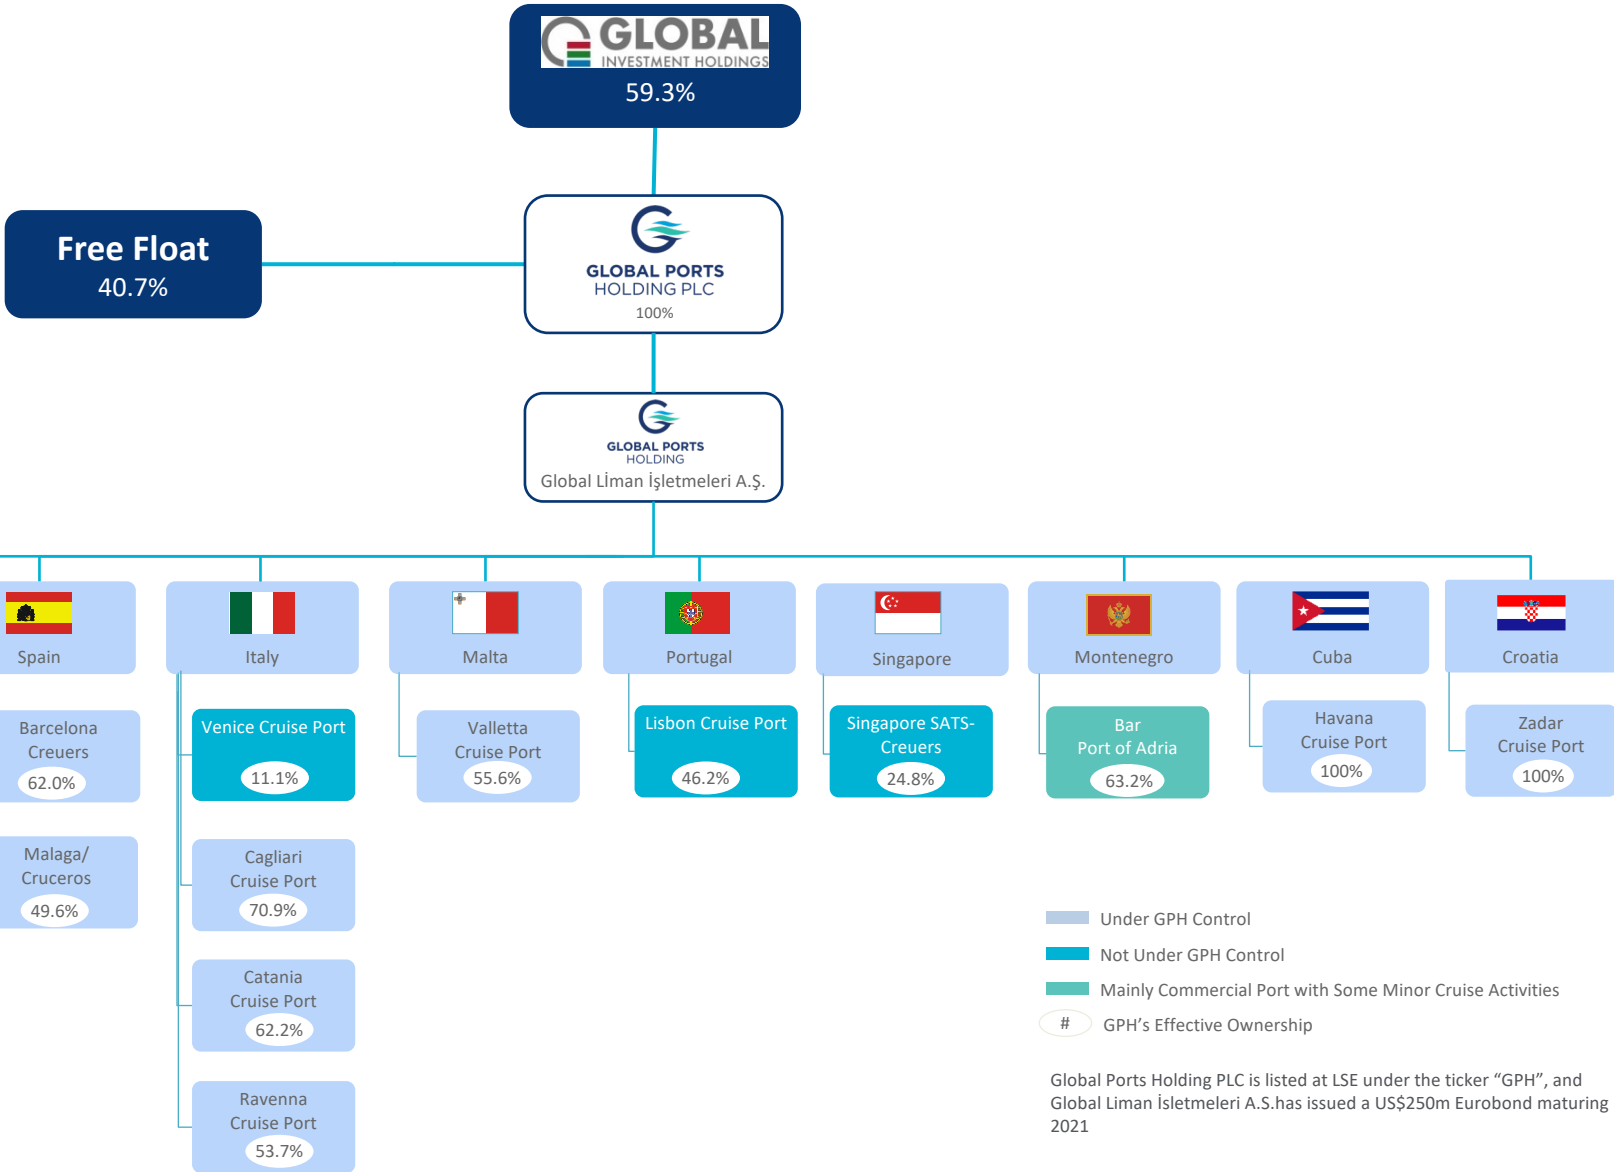 GLOBAL
INVESTMENT HOLDINGS
59.3%
Free Float
40.7%
GLOBAL PORTS
HOLDING PLC
100%
GLOBAL PORTS
HOLDING
Global Lİman İşletmeleri A.Ş.
Spain
Italy
Malta
Portugal
Singapore
Montenegro
Cuba
Croatia
Barcelona
Creuers
62.0%
Malaga/
Cruceros
49.6%
Venice Cruise Port
11.1%
Cagliari
Cruise Port
70.9%
Catania
Cruise Port
62.2%
Ravenna
Cruise Port
53.7%
Valletta
Cruise Port
55.6%
Lisbon Cruise Port
46.2%
Singapore SATS-
Creuers
24.8%
Bar
Port of Adria
63.2%
Havana
Cruise Port
100%
Zadar
Cruise Port
100%
Under GPH Control
Not Under GPH Control
Mainly Commercial Port with Some Minor Cruise Activities
# GPH’s Effective Ownership
Global Ports Holding PLC is listed at LSE under the ticker “GPH”, and
Global Liman İsletmeleri A.S.has issued a US$250m Eurobond maturing
2021